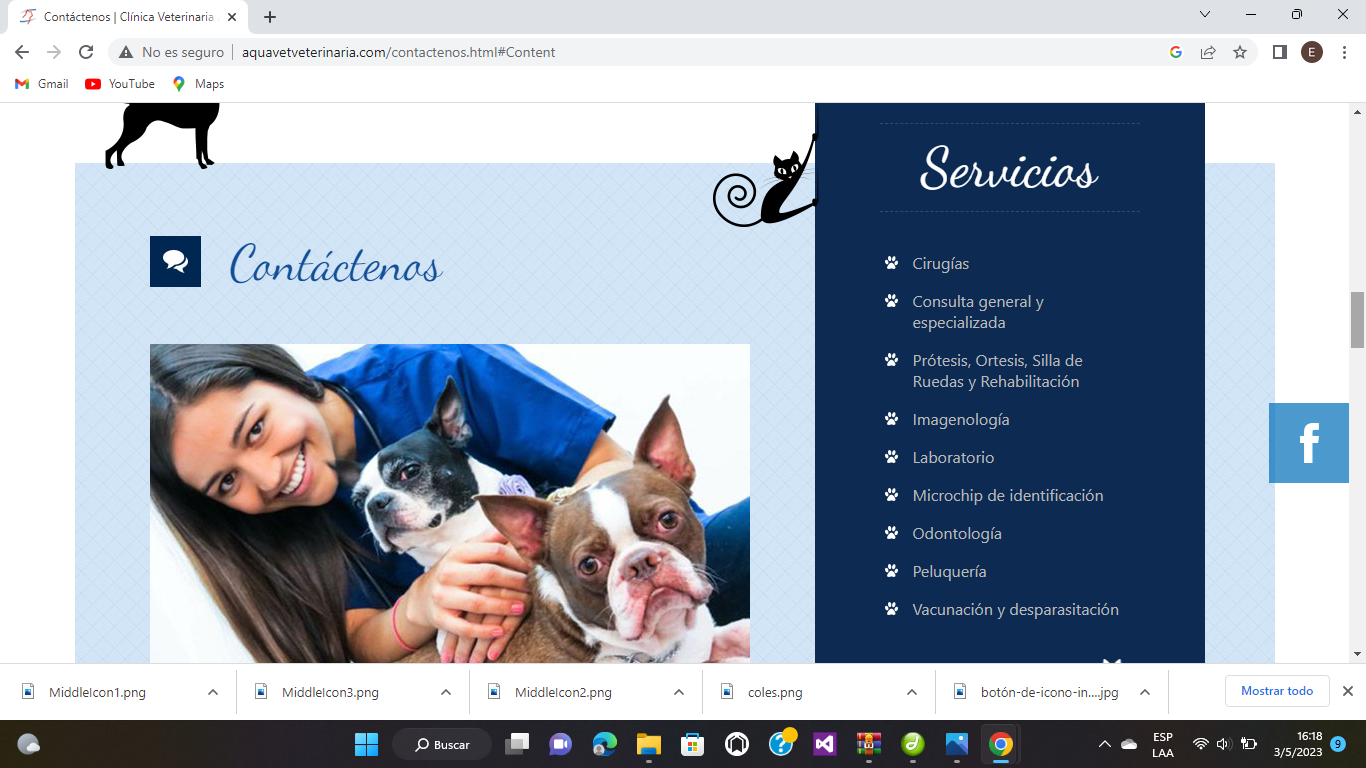 Contáctenos | Clínica Veterinaria
No es seguro
aquavetveterinaria.com/contactenos.html#Content
E
Gmail
YouTube
Maps
Servicios
Contáctenos
Cirugías
Consulta general y
especializada
Prótesis, Ortesis, Silla de
Ruedas y Rehabilitación
Imagenología
Laboratorio
Microchip de identificación
Odontología
Peluquería
Vacunación y desparasitación
f
MiddleIcon1.png
MiddleIcon3.png
MiddleIcon2.png
coles.png
botón-de-icono-in....jpg
Mostrar todo
Buscar
ESP
LAA
16:18
3/5/2023
9